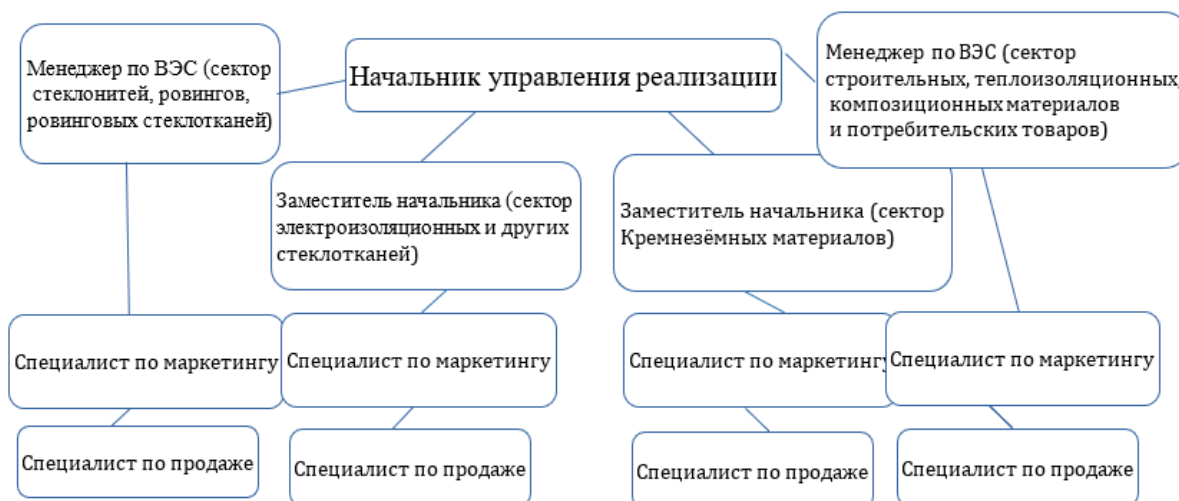 Менеджер по ВЭС (сектор
стеклонитей, ровингов,
ровинговых стеклотканей)
Начальник управления реализации
Менеджер по ВЭС (сектор
строительных, теплоизоляционных,
композиционных материалов
и потребительских товаров)
Заместитель начальника (сектор
электроизоляционных и других
стеклотканей)
Заместитель начальника (сектор
Кремнезёмных материалов)
Специалист по маркетингу
Специалист по маркетингу
Специалист по маркетингу
Специалист по маркетингу
Специалист по продаже
Специалист по продаже
Специалист по продаже
Специалист по продаже